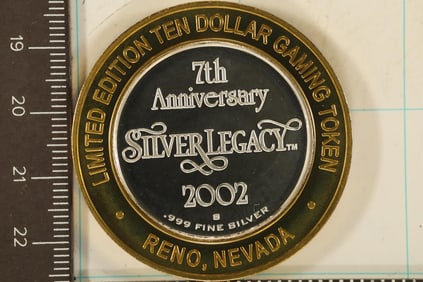 LIMITED EDITION TEN DOLLAR GAMING TOKEN
7th
Anniversary
SILVER LEGACY™
2002
S
.999 FINE SILVER
RENO, NEVADA
19
20
21
22